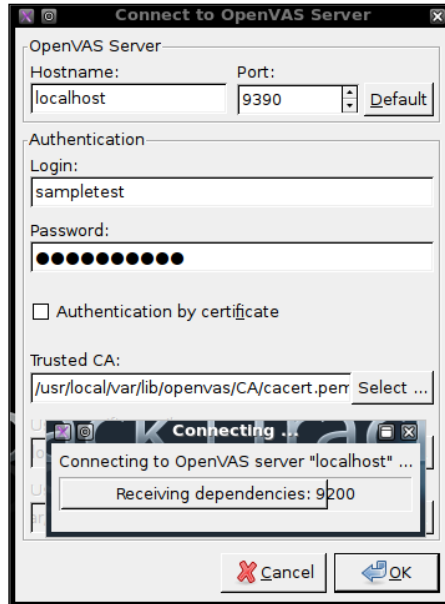 Connect to OpenVAS Server
OpenVAS Server
Hostname: Port:
localhost 9390 Default
Authentication
Login:
sampletest
Password:
●●●●●●●●●●
Authentication by certificate
Trusted CA:
/usr/local/var/lib/openvas/CA/cacert.pem Select ...
Connecting ...
Connecting to OpenVAS server "localhost" ...
Receiving dependencies: 9200
Cancel OK